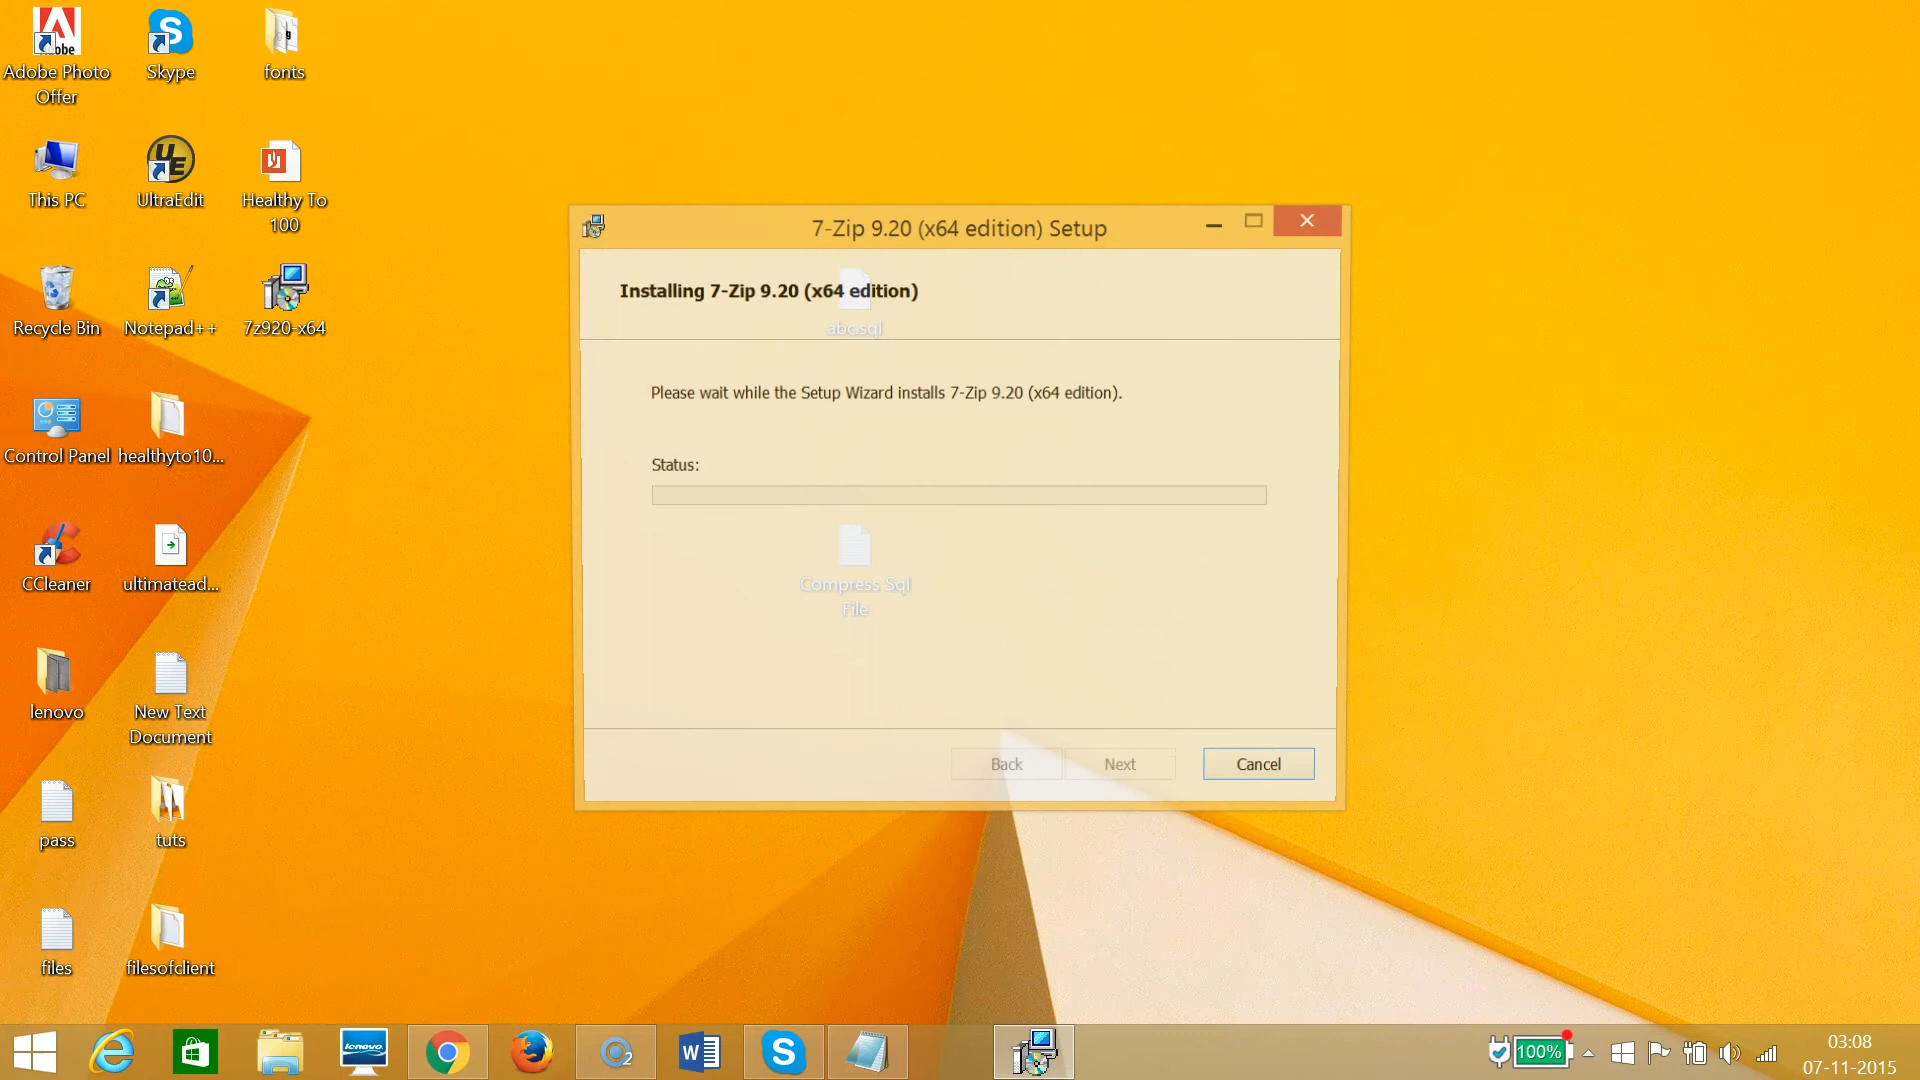 Adobe Photo
Offer
Skype
fonts
This PC
UltraEdit
Healthy To
100
Recycle Bin
Notepad++
7z920-x64
Control Panel
healthyto10...
CCleaner
ultimatead...
lenovo
New Text
Document
pass
tuts
files
filesofclient
7-Zip 9.20 (x64 edition) Setup
Installing 7-Zip 9.20 (x64 edition)
abc.sql
Please wait while the Setup Wizard installs 7-Zip 9.20 (x64 edition).
Status:
Compress Sql
File
Back
Next
Cancel
lenovo
100%
03:08
07-11-2015